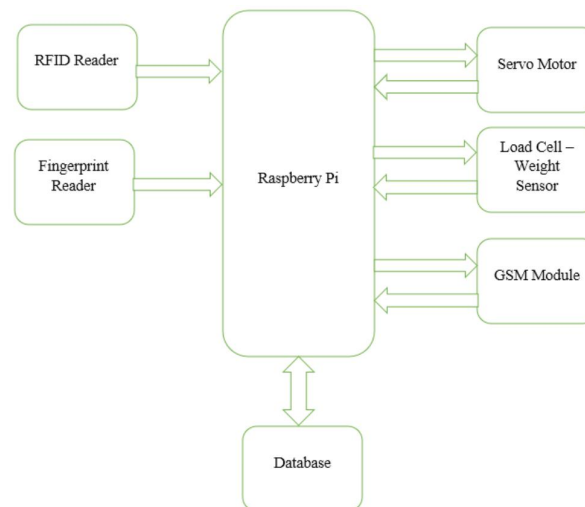 RFID Reader
Servo Motor
Fingerprint
Reader
Raspberry Pi
Load Cell –
Weight
Sensor
GSM Module
Database